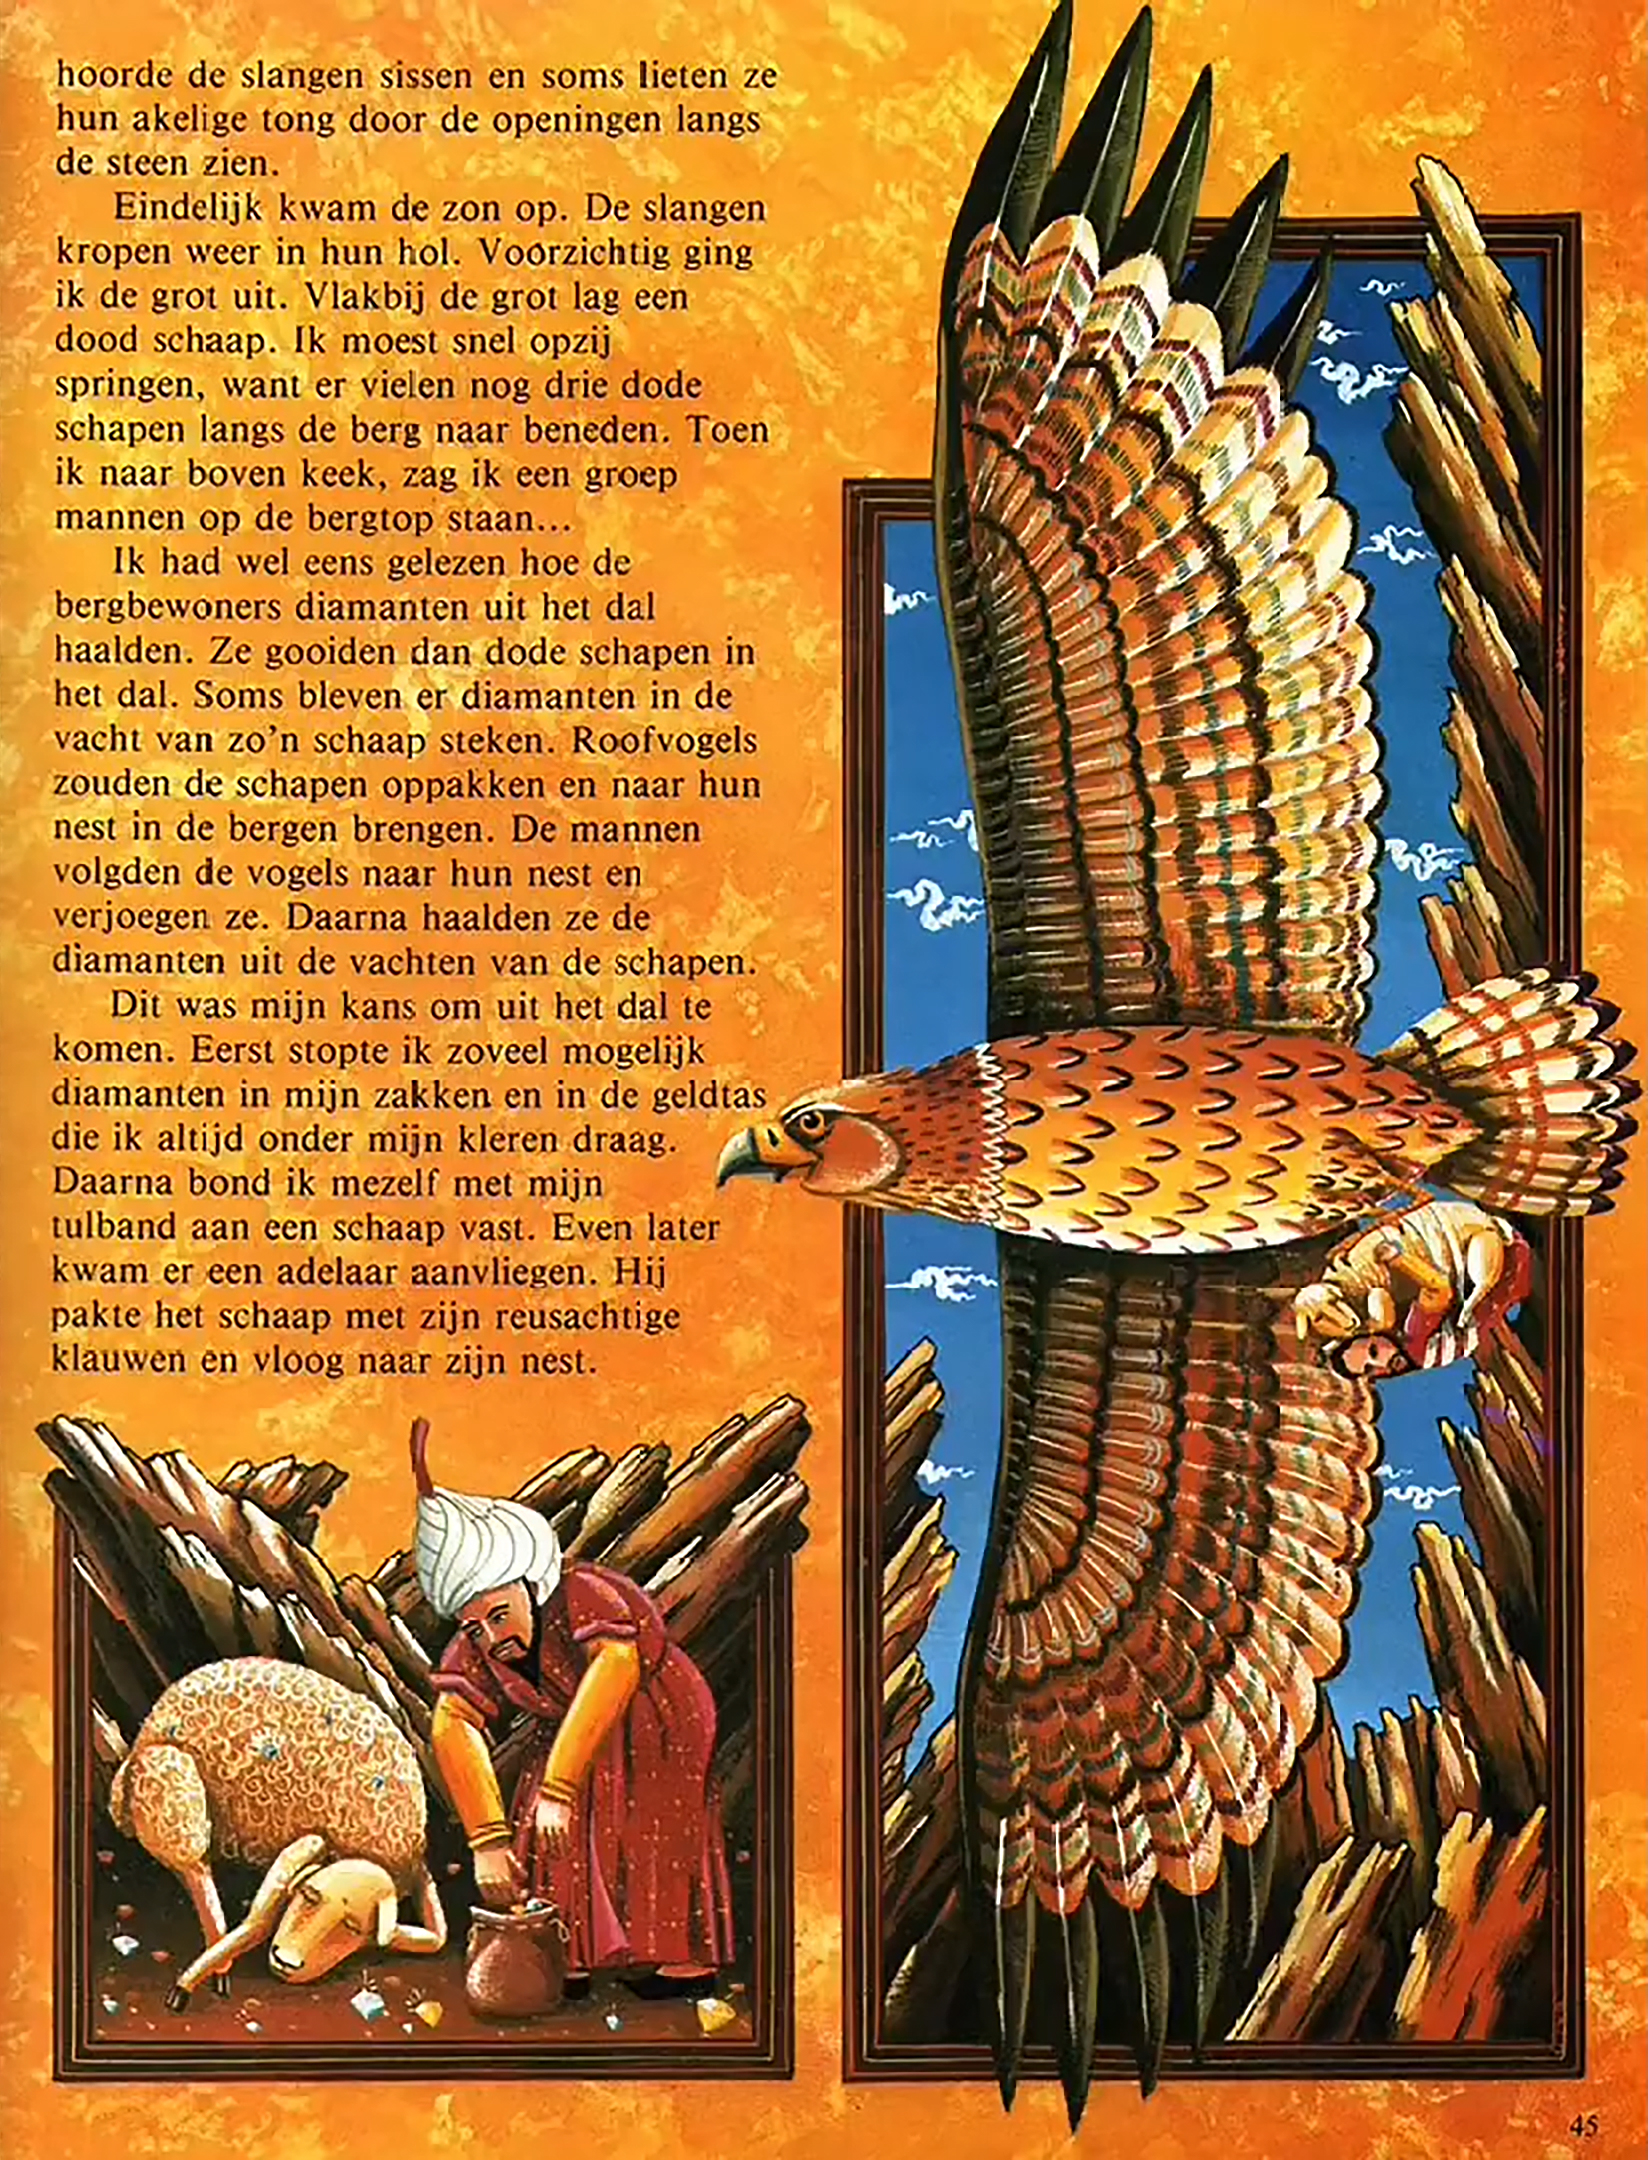 hoorde de slangen sissen en soms lieten ze
hun akelige tong door de openingen langs
de steen zien.
Eindelijk kwam de zon op. De slangen
kropen weer in hun hol. Voorzichtig ging
ik de grot uit. Vlakbij de grot lag een
dood schaap. Ik moest snel opzij
springen, want er vielen nog drie dode
schapen langs de berg naar beneden. Toen
ik naar boven keek, zag ik een groep
mannen op de bergtop staan...
Ik had wel eens gelezen hoe de
bergbewoners diamanten uit het dal
haalden. Ze gooiden dan dode schapen in
het dal. Soms bleven er diamanten in de
vacht van zo'n schaap steken. Roofvogels
zouden de schapen oppakken en naar hun
nest in de bergen brengen. De mannen
volgden de vogels naar hun nest en
verjoegen ze. Daarna haalden ze de
diamanten uit de vachten van de schapen.
Dit was mijn kans om uit het dal te
komen. Eerst stopte ik zoveel mogelijk
diamanten in mijn zakken en in de geldtas
die ik altijd onder mijn kleren draag.
Daarna bond ik mezelf met mijn
tulband aan een schaap vast. Even later
kwam er een adelaar aanvliegen. Hij
pakte het schaap met zijn reusachtige
klauwen en vloog naar zijn nest.
45